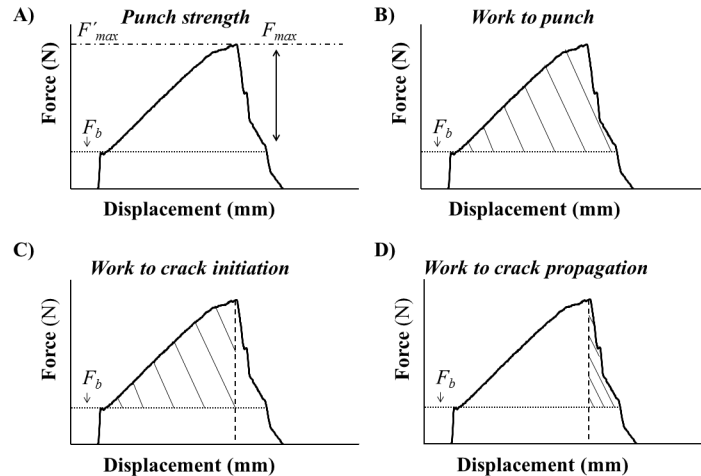 A)
Punch strength
F′max
Fmax
Force (N)
Fb
Displacement (mm)
B)
Work to punch
Force (N)
Fb
Displacement (mm)
C)
Work to crack initiation
Force (N)
Fb
Displacement (mm)
D)
Work to crack propagation
Force (N)
Fb
Displacement (mm)